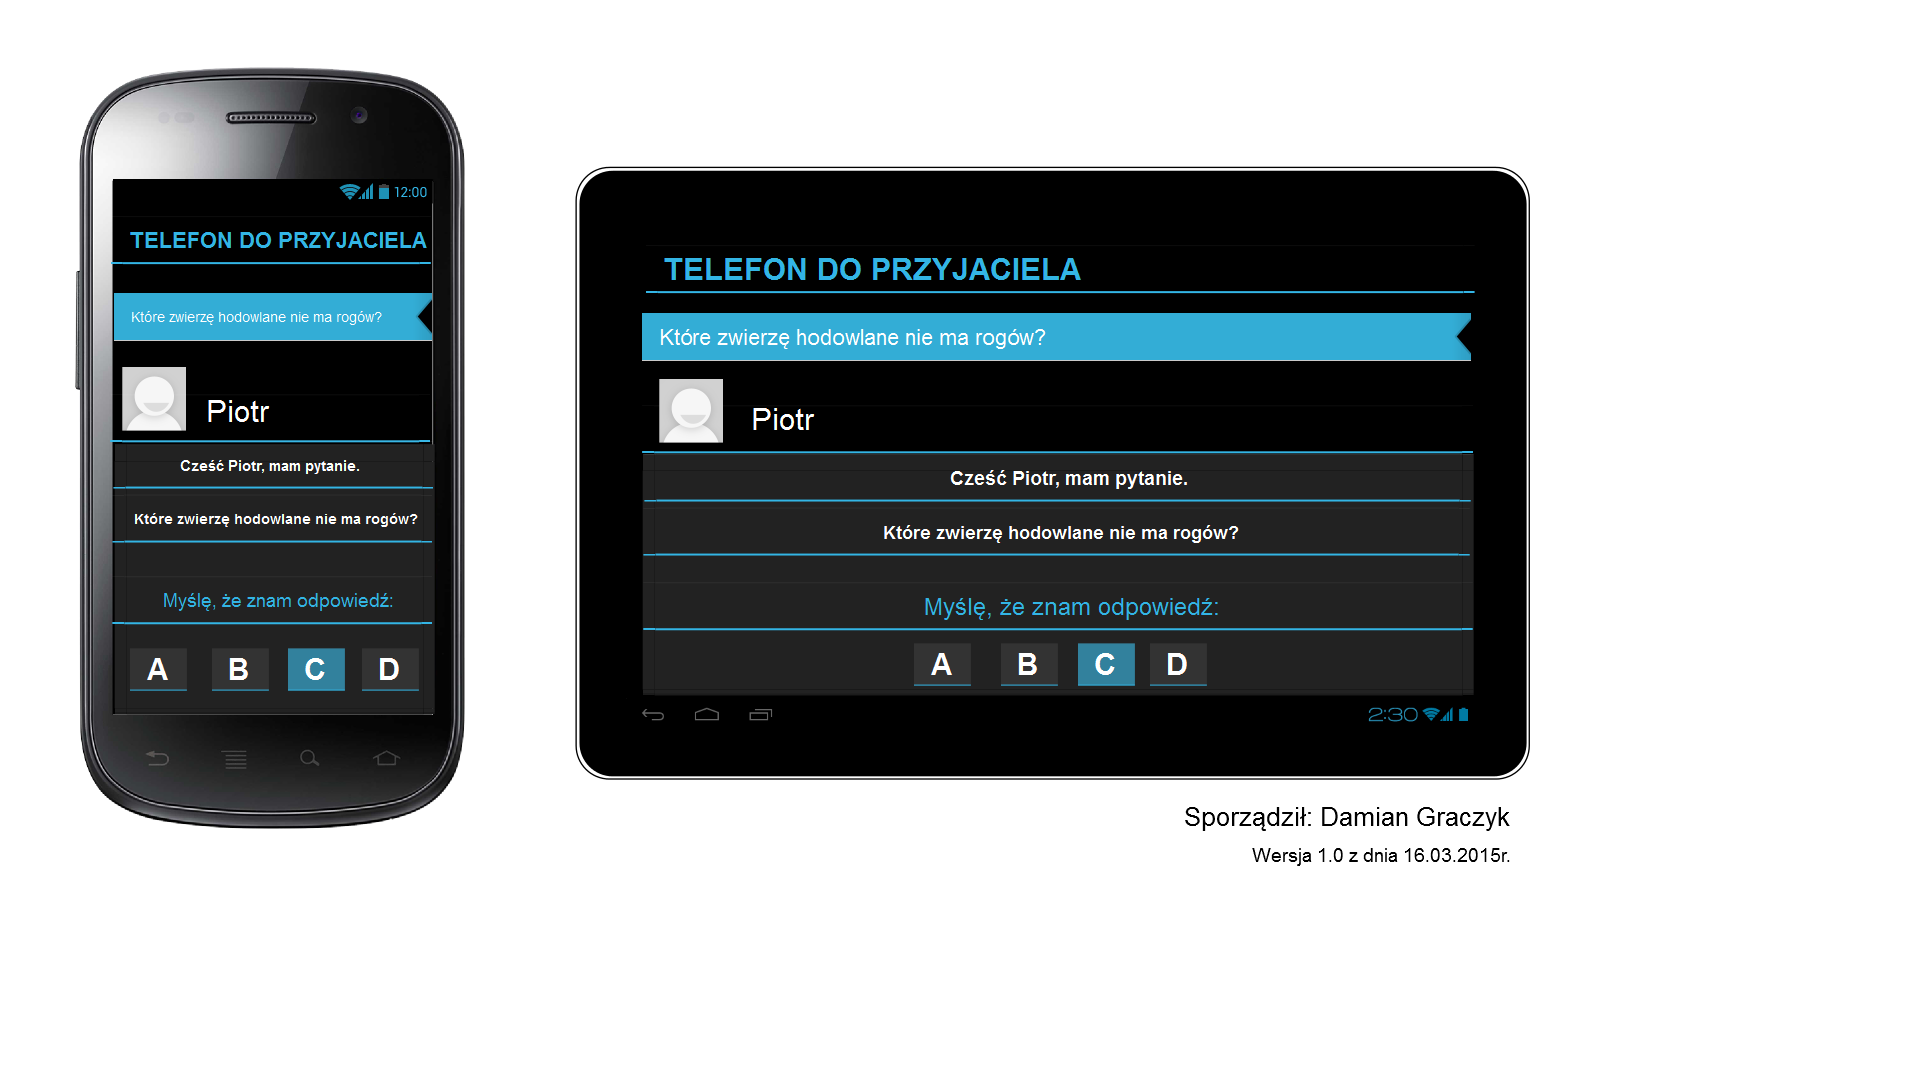 12:00
TELEFON DO PRZYJACIELA
Które zwierzę hodowlane nie ma rogów?
Piotr
Cześć Piotr, mam pytanie.
Które zwierzę hodowlane nie ma rogów?
Myślę, że znam odpowiedź:
A B C D
TELEFON DO PRZYJACIELA
Które zwierzę hodowlane nie ma rogów?
Piotr
Cześć Piotr, mam pytanie.
Które zwierzę hodowlane nie ma rogów?
Myślę, że znam odpowiedź:
A B C D
2:30
Sporządził: Damian Graczyk
Wersja 1.0 z dnia 16.03.2015r.